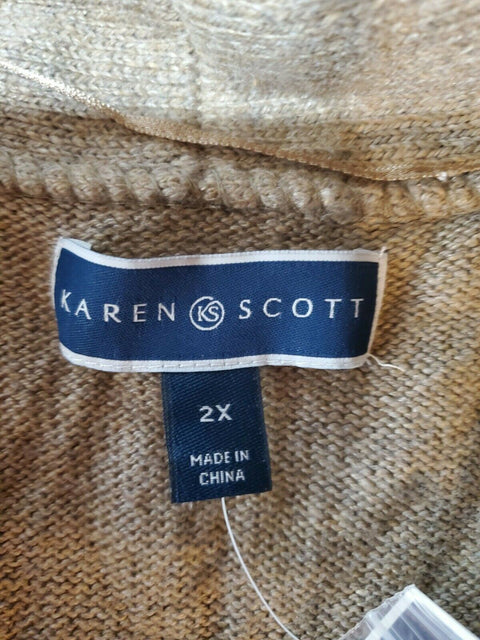 KAREN KS SCOTT
2X
MADE IN
CHINA